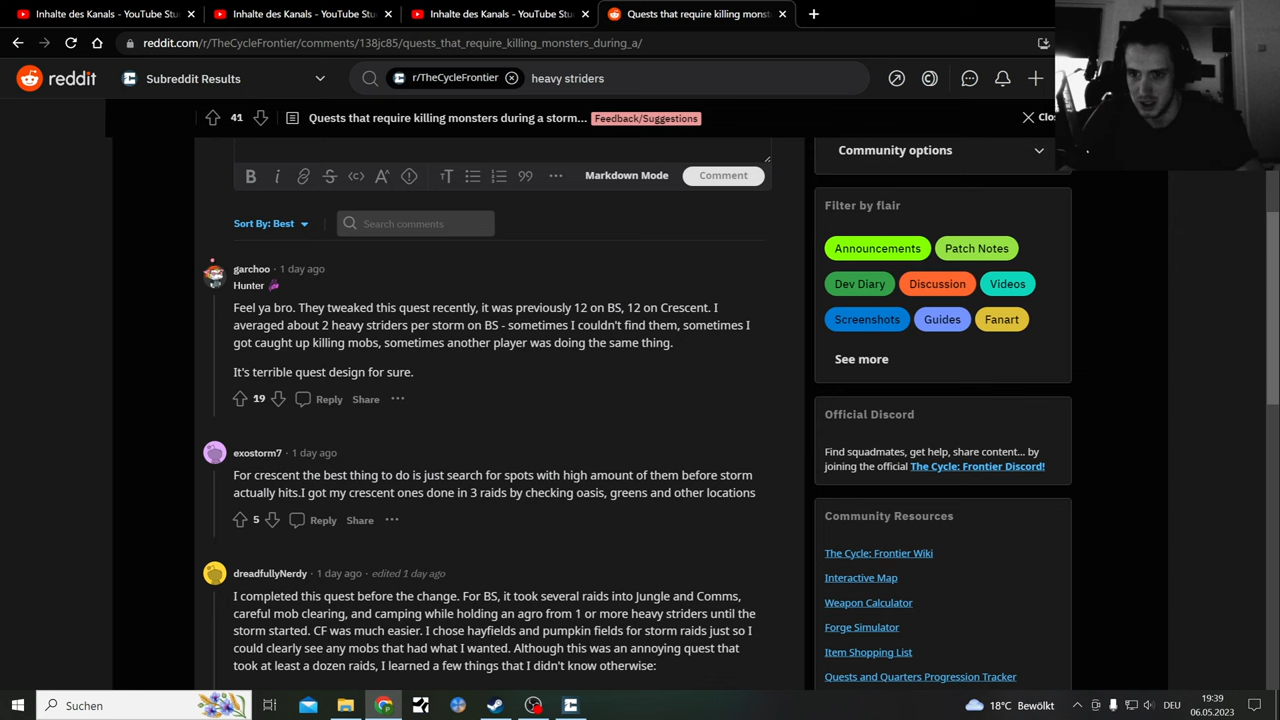 Inhalte des Kanals - YouTube Stu
Inhalte des Kanals - YouTube Stu
Inhalte des Kanals - YouTube Stu
Quests that require killing monst
reddit.com/r/TheCycleFrontier/comments/138jc85/quests_that_require_killing_monsters_during_a/
reddit
Subreddit Results
r/TheCycleFrontier
heavy striders
41
Quests that require killing monsters during a storm...
Feedback/Suggestions
Clos
Community options
Markdown Mode
Comment
Sort By: Best
Search comments
Filter by flair
Announcements
Patch Notes
Dev Diary
Discussion
Videos
Screenshots
Guides
Fanart
See more
garchoo · 1 day ago
Hunter
Feel ya bro. They tweaked this quest recently, it was previously 12 on BS, 12 on Crescent. I
averaged about 2 heavy striders per storm on BS - sometimes I couldn't find them, sometimes I
got caught up killing mobs, sometimes another player was doing the same thing.
It's terrible quest design for sure.
19
Reply
Share
Official Discord
Find squadmates, get help, share content... by
joining the official The Cycle: Frontier Discord!
exostorm7 · 1 day ago
For crescent the best thing to do is just search for spots with high amount of them before storm
actually hits.I got my crescent ones done in 3 raids by checking oasis, greens and other locations
5
Reply
Share
Community Resources
The Cycle: Frontier Wiki
Interactive Map
Weapon Calculator
Forge Simulator
Item Shopping List
Quests and Quarters Progression Tracker
dreadfullyNerdy · 1 day ago · edited 1 day ago
I completed this quest before the change. For BS, it took several raids into Jungle and Comms,
careful mob clearing, and camping while holding an agro from 1 or more heavy striders until the
storm started. CF was much easier. I chose hayfields and pumpkin fields for storm raids just so I
could clearly see any mobs that had what I wanted. Although this was an annoying quest that
took at least a dozen raids, I learned a few things that I didn't know otherwise:
Suchen
18°C Bewölkt
DEU
19:39
06.05.2023